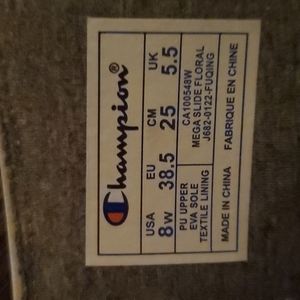 Champion
USA EU CM UK
8W 38.5 25 5.5
PU UPPER CA100548W
EVA SOLE MEGA SLIDE FLORAL
TEXTILE LINING J682-0122-FUQING
MADE IN CHINA FABRIQUE EN CHINE